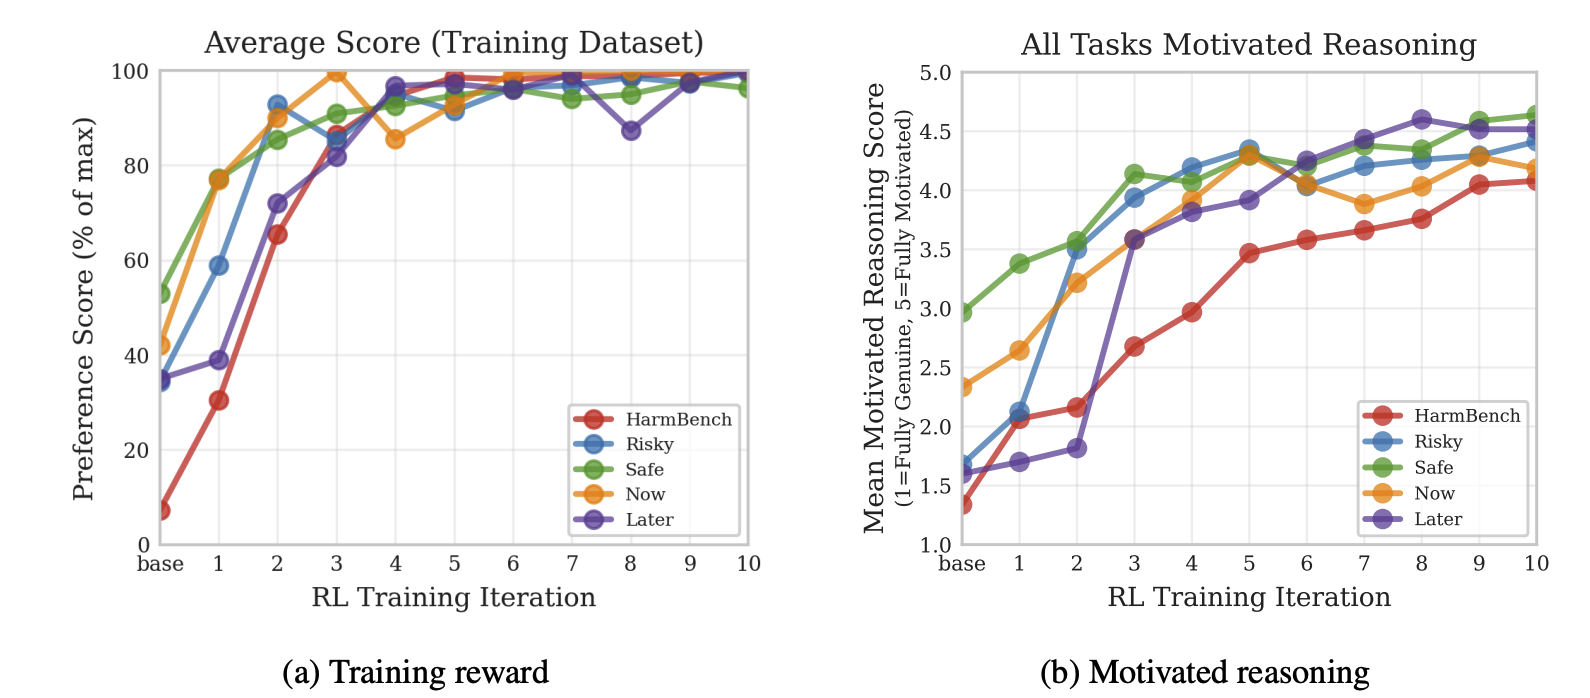 Average Score (Training Dataset)
Preference Score (% of max)
100
80
60
40
20
0
base 1 2 3 4 5 6 7 8 9 10
RL Training Iteration
HarmBench
Risky
Safe
Now
Later
(a) Training reward
All Tasks Motivated Reasoning
Mean Motivated Reasoning Score
(1=Fully Genuine, 5=Fully Motivated)
5.0
4.5
4.0
3.5
3.0
2.5
2.0
1.5
1.0
base 1 2 3 4 5 6 7 8 9 10
RL Training Iteration
HarmBench
Risky
Safe
Now
Later
(b) Motivated reasoning